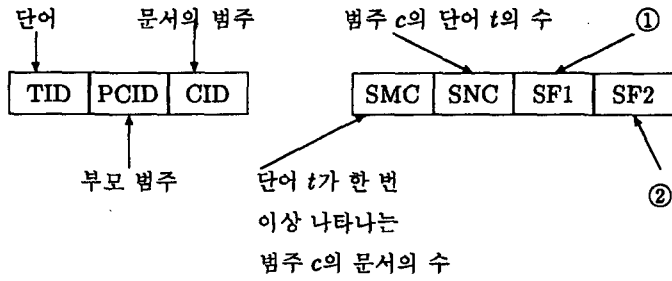 단어
문서의 범주
범주 c의 단어 t의 수
①
TID PCID CID
SMC SNC SF1 SF2
부모 범주
단어 t가 한 번
이상 나타나는
범주 c의 문서의 수
②